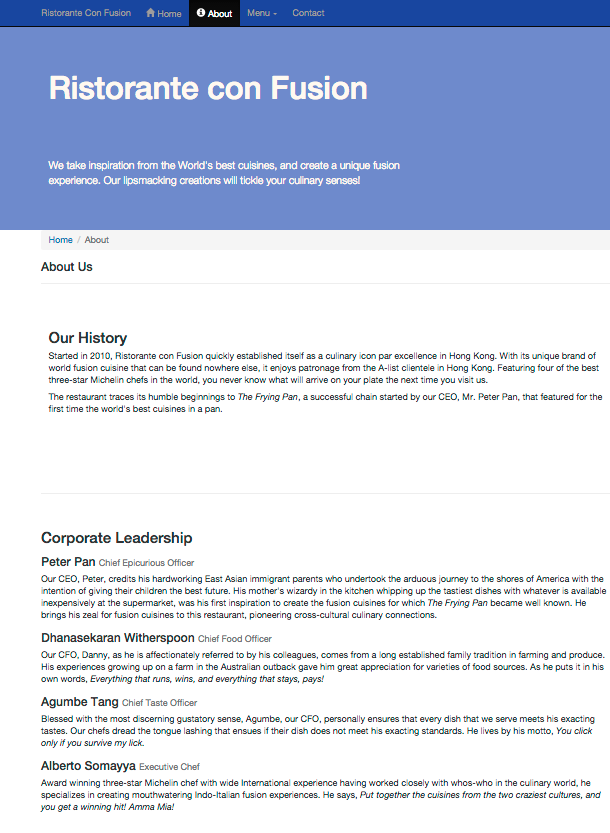 Ristorante Con Fusion Home About Menu Contact
Ristorante con Fusion
We take inspiration from the World's best cuisines, and create a unique fusion
experience. Our lipsmacking creations will tickle your culinary senses!
Home / About
About Us
Our History
Started in 2010, Ristorante con Fusion quickly established itself as a culinary icon par excellence in Hong Kong. With its unique brand of
world fusion cuisine that can be found nowhere else, it enjoys patronage from the A-list clientele in Hong Kong. Featuring four of the best
three-star Michelin chefs in the world, you never know what will arrive on your plate the next time you visit us.
The restaurant traces its humble beginnings to The Frying Pan, a successful chain started by our CEO, Mr. Peter Pan, that featured for the
first time the world's best cuisines in a pan.
Corporate Leadership
Peter Pan Chief Epicurious Officer
Our CEO, Peter, credits his hardworking East Asian immigrant parents who undertook the arduous journey to the shores of America with the
intention of giving their children the best future. His mother's wizardy in the kitchen whipping up the tastiest dishes with whatever is available
inexpensively at the supermarket, was his first inspiration to create the fusion cuisines for which The Frying Pan became well known. He
brings his zeal for fusion cuisines to this restaurant, pioneering cross-cultural culinary connections.
Dhanasekaran Witherspoon Chief Food Officer
Our CFO, Danny, as he is affectionately referred to by his colleagues, comes from a long established family tradition in farming and produce.
His experiences growing up on a farm in the Australian outback gave him great appreciation for varieties of food sources. As he puts it in his
own words, Everything that runs, wins, and everything that stays, pays!
Agumbe Tang Chief Taste Officer
Blessed with the most discerning gustatory sense, Agumbe, our CFO, personally ensures that every dish that we serve meets his exacting
tastes. Our chefs dread the tongue lashing that ensues if their dish does not meet his exacting standards. He lives by his motto, You click
only if you survive my lick.
Alberto Somayya Executive Chef
Award winning three-star Michelin chef with wide International experience having worked closely with whos-who in the culinary world, he
specializes in creating mouthwatering Indo-Italian fusion experiences. He says, Put together the cuisines from the two craziest cultures, and
you get a winning hit! Amma Mia!